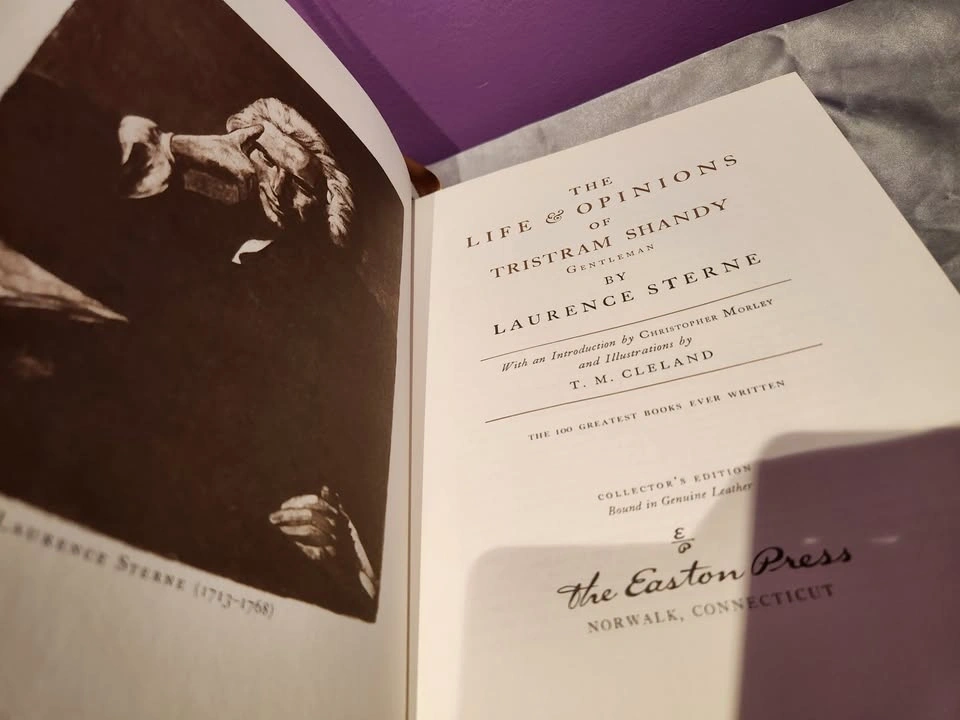 LAURENCE STERNE (1713–1768)
THE
LIFE & OPINIONS
OF
TRISTRAM SHANDY
GENTLEMAN
BY
LAURENCE STERNE
With an Introduction by CHRISTOPHER MORLEY
and Illustrations by
T. M. CLELAND
THE 100 GREATEST BOOKS EVER WRITTEN
COLLECTOR'S EDITION
Bound in Genuine Leather
EP
the Easton Press
NORWALK, CONNECTICUT